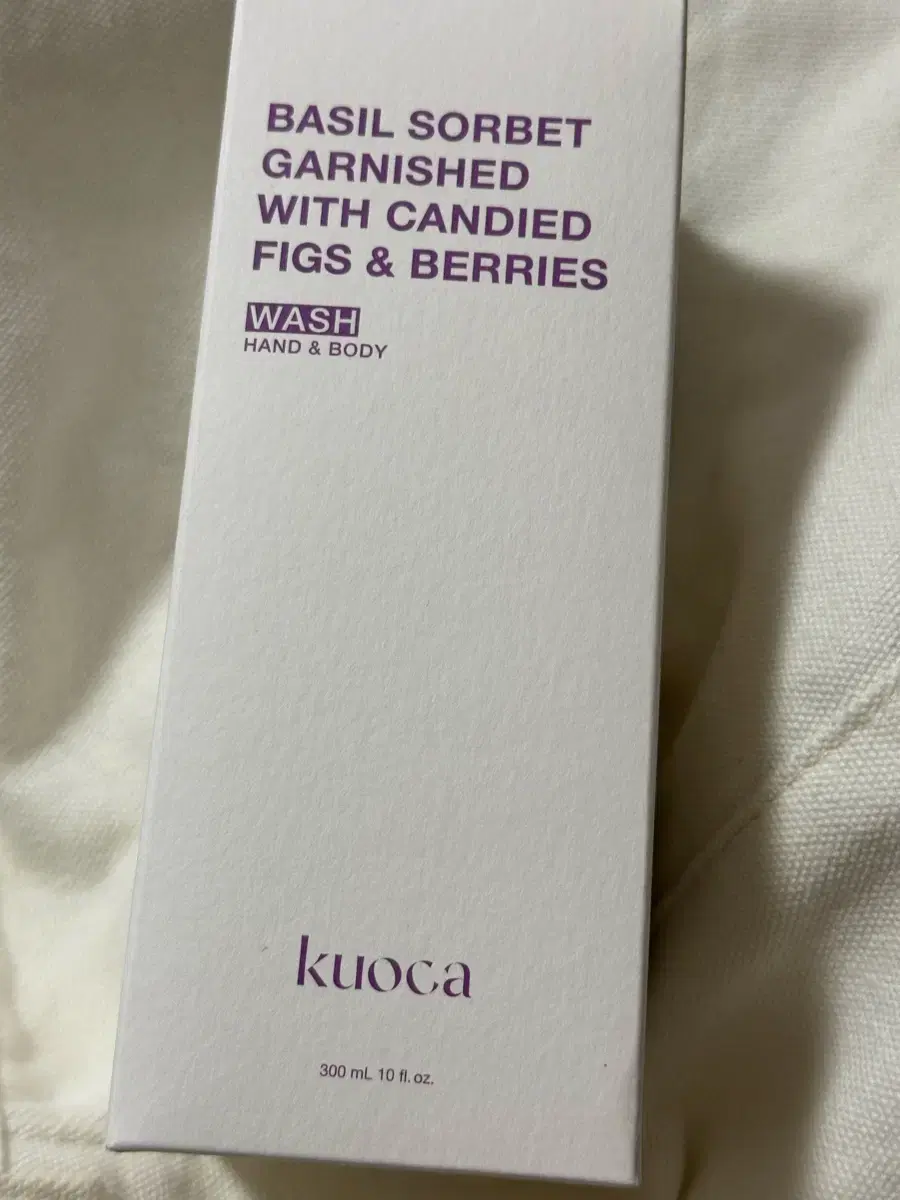 BASIL SORBET
GARNISHED
WITH CANDIED
FIGS & BERRIES
WASH
HAND & BODY
kuoca
300 mL 10 fl. oz.